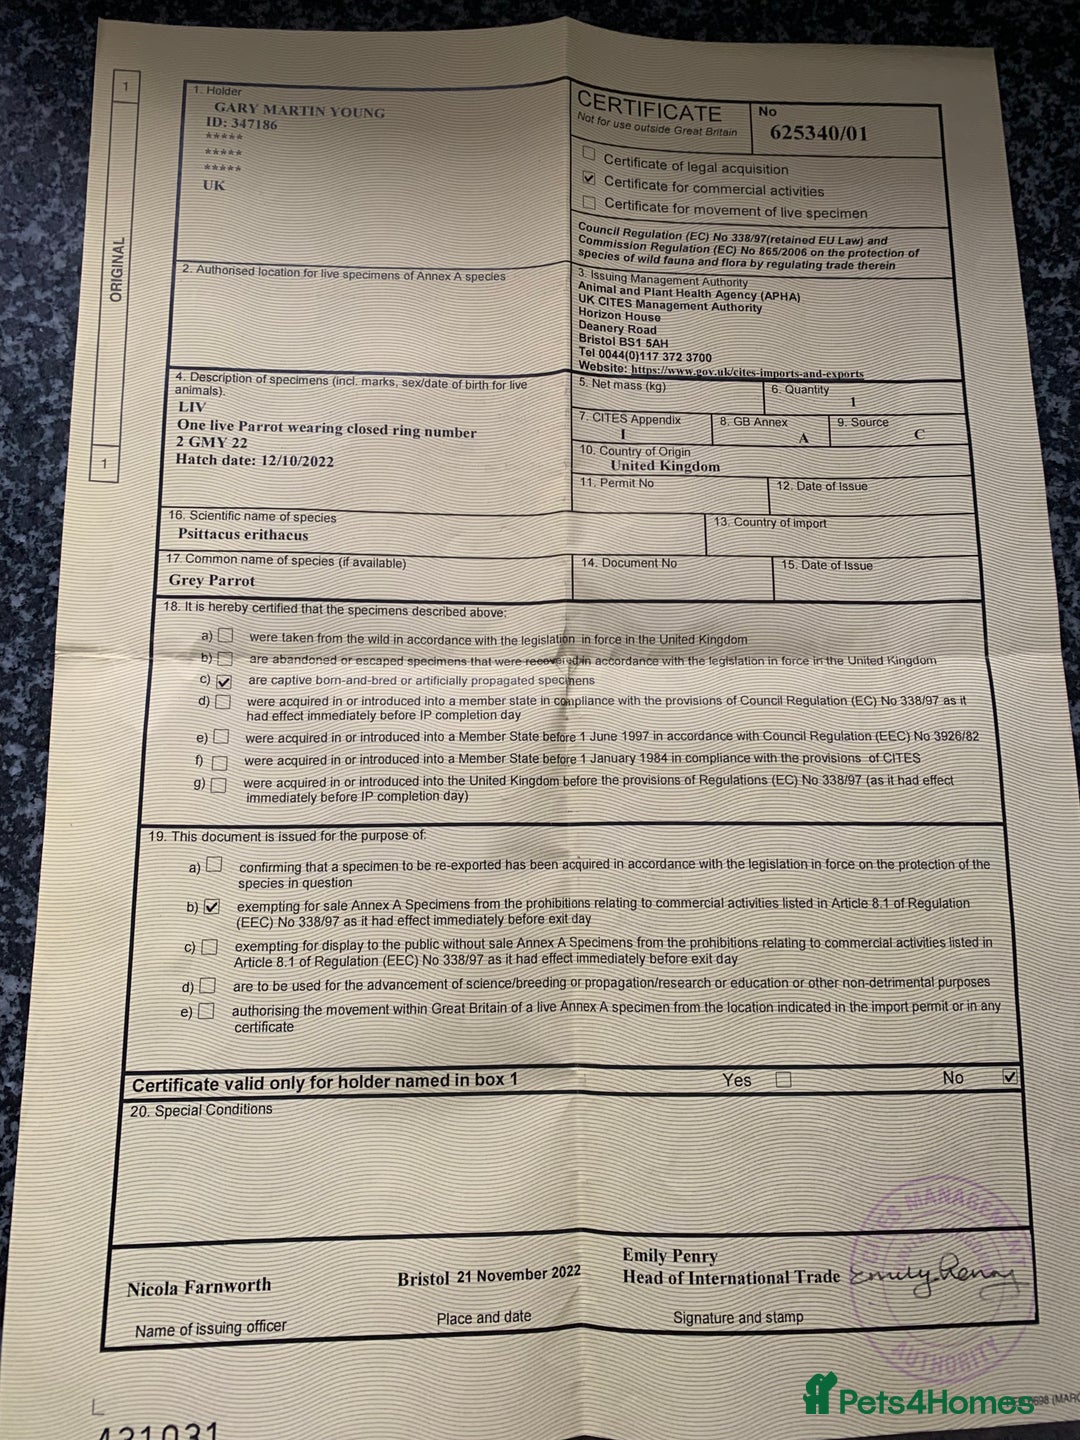 1
ORIGINAL
1
1. Holder
GARY MARTIN YOUNG
ID: 347186
*****
*****
*****
UK
CERTIFICATE
Not for use outside Great Britain
No
625340/01
Certificate of legal acquisition
Certificate for commercial activities
Certificate for movement of live specimen
Council Regulation (EC) No 338/97(retained EU Law) and
Commission Regulation (EC) No 865/2006 on the protection of
species of wild fauna and flora by regulating trade therein
2. Authorised location for live specimens of Annex A species
3. Issuing Management Authority
Animal and Plant Health Agency (APHA)
UK CITES Management Authority
Horizon House
Deanery Road
Bristol BS1 5AH
Tel 0044(0)117 372 3700
Website: https://www.gov.uk/cites-imports-and-exports
4. Description of specimens (incl. marks, sex/date of birth for live
animals).
LIV
One live Parrot wearing closed ring number
2 GMY 22
Hatch date: 12/10/2022
5. Net mass (kg)
6. Quantity
1
7. CITES Appendix
I
8. GB Annex
A
9. Source
C
10. Country of Origin
United Kingdom
11. Permit No
12. Date of Issue
16. Scientific name of species
Psittacus erithacus
13. Country of import
17. Common name of species (if available)
Grey Parrot
14. Document No
15. Date of Issue
18. It is hereby certified that the specimens described above:
a) were taken from the wild in accordance with the legislation in force in the United Kingdom
b) are abandoned or escaped specimens that were recovered in accordance with the legislation in force in the United Kingdom
c) are captive born-and-bred or artificially propagated specimens
d) were acquired in or introduced into a member state in compliance with the provisions of Council Regulation (EC) No 338/97 as it
had effect immediately before IP completion day
e) were acquired in or introduced into a Member State before 1 June 1997 in accordance with Council Regulation (EEC) No 3926/82
f) were acquired in or introduced into a Member State before 1 January 1984 in compliance with the provisions of CITES
g) were acquired in or introduced into the United Kingdom before the provisions of Regulations (EC) No 338/97 (as it had effect
immediately before IP completion day)
19. This document is issued for the purpose of:
a) confirming that a specimen to be re-exported has been acquired in accordance with the legislation in force on the protection of the
species in question
b) exempting for sale Annex A Specimens from the prohibitions relating to commercial activities listed in Article 8.1 of Regulation
(EEC) No 338/97 as it had effect immediately before exit day
c) exempting for display to the public without sale Annex A Specimens from the prohibitions relating to commercial activities listed in
Article 8.1 of Regulation (EEC) No 338/97 as it had effect immediately before exit day
d) are to be used for the advancement of science/breeding or propagation/research or education or other non-detrimental purposes
e) authorising the movement within Great Britain of a live Annex A specimen from the location indicated in the import permit or in any
certificate
Certificate valid only for holder named in box 1
Yes
No
20. Special Conditions
Nicola Farnworth
Name of issuing officer
Bristol 21 November 2022
Place and date
Emily Penry
Head of International Trade
Emily Penry
Signature and stamp
CITES MANAGEMENT
AUTHORITY
Pets4Homes
421031